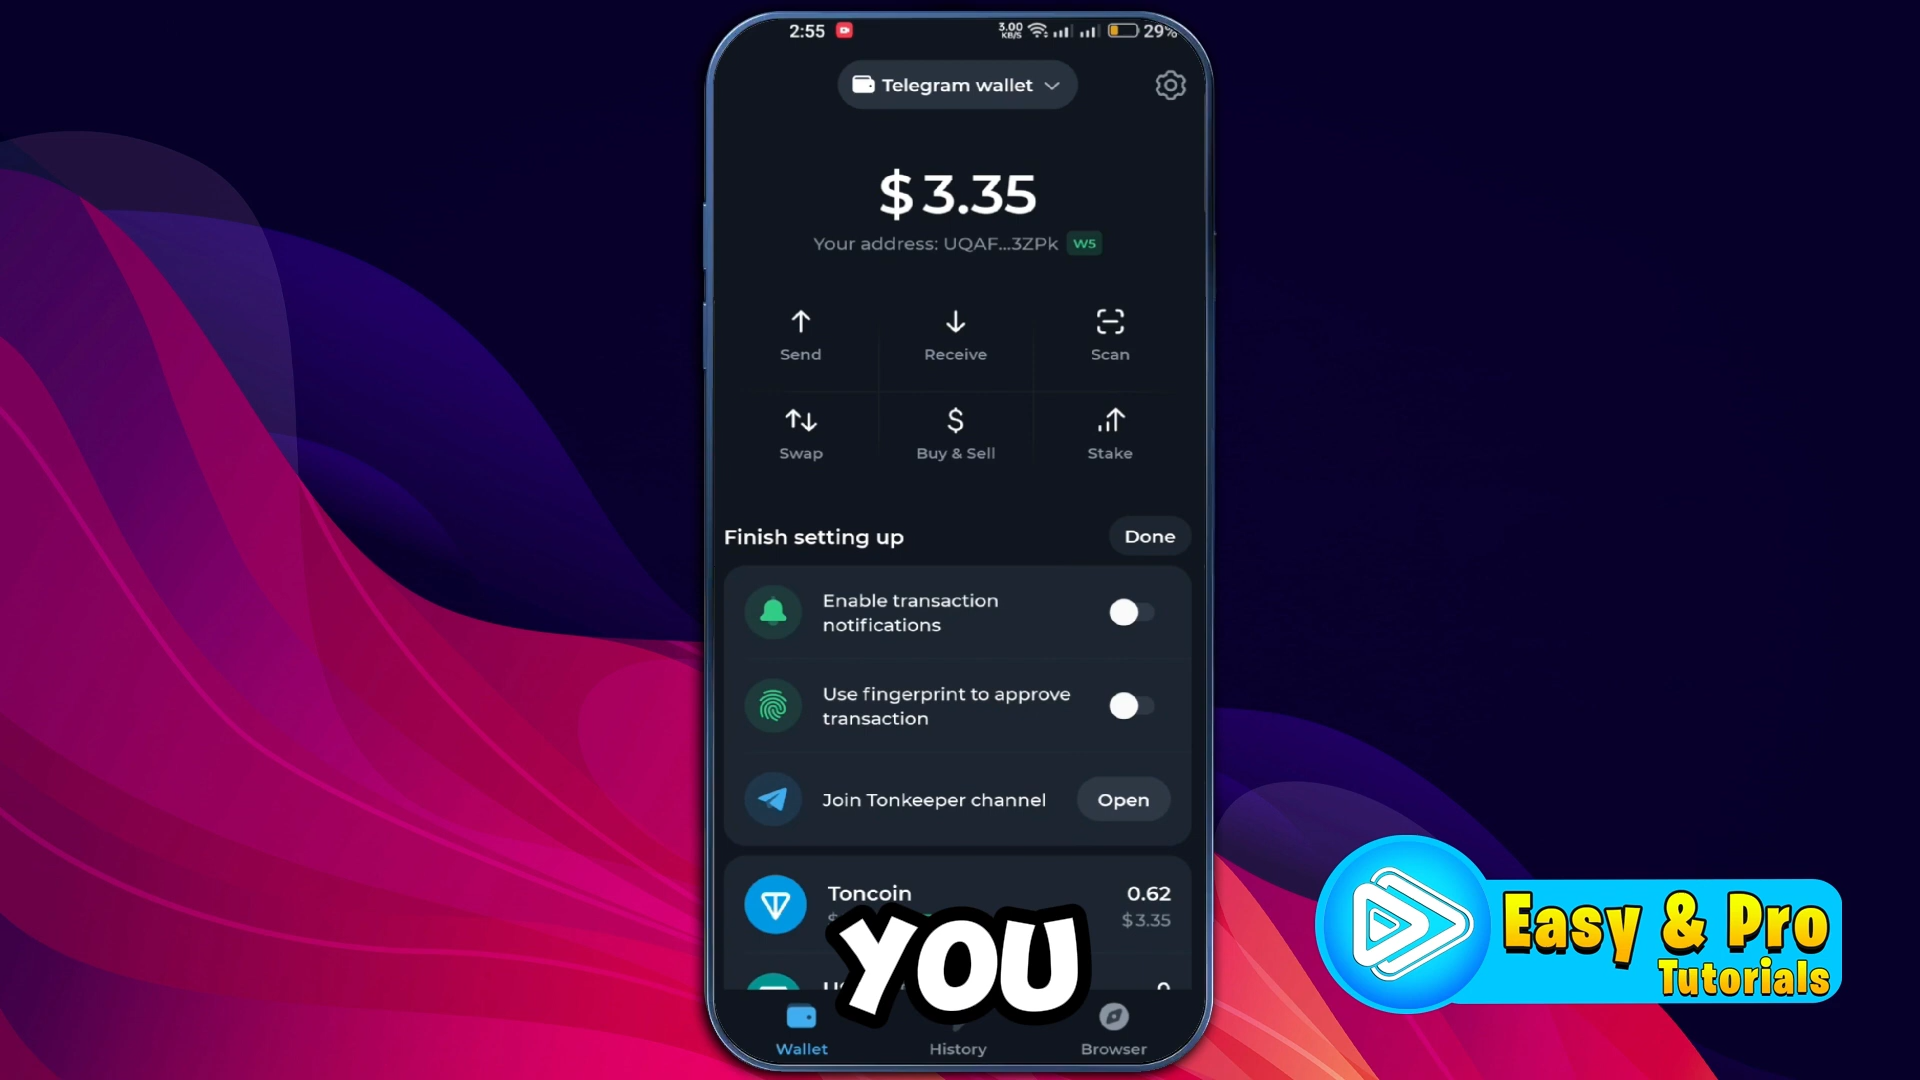 2:55
3.00
KB/S
29%
Telegram wallet
$3.35
Your address: UQAF...3ZPk W5
Send
Receive
Scan
Swap
Buy & Sell
Stake
Finish setting up
Done
Enable transaction
notifications
Use fingerprint to approve
transaction
Join Tonkeeper channel
Open
Toncoin
0.62
$3.35
YOU
Wallet
History
Browser
Easy & Pro
Tutorials